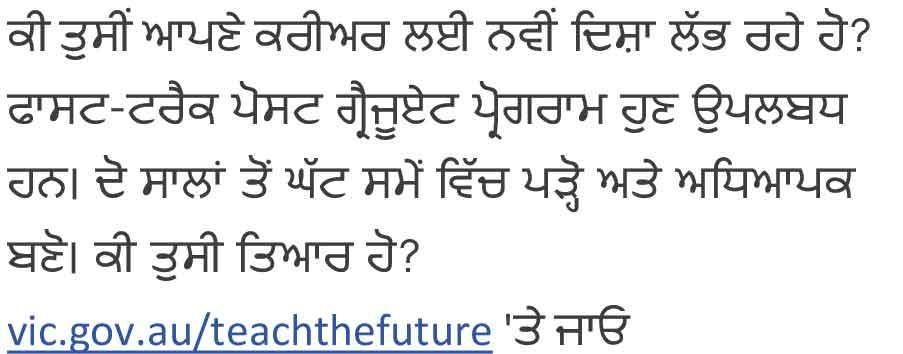 ਕੀ ਤੁਸੀਂ ਆਪਣੇ ਕਰੀਅਰ ਲਈ ਨਵੀਂ ਦਿਸ਼ਾ ਲੱਭ ਰਹੇ ਹੋ?
ਫਾਸਟ-ਟਰੈਕ ਪੋਸਟ ਗ੍ਰੈਜੂਏਟ ਪ੍ਰੋਗਰਾਮ ਹੁਣ ਉਪਲਬਧ
ਹਨ। ਦੋ ਸਾਲਾਂ ਤੋਂ ਘੱਟ ਸਮੇਂ ਵਿੱਚ ਪੜ੍ਹੋ ਅਤੇ ਅਧਿਆਪਕ
ਬਣੋ। ਕੀ ਤੁਸੀ ਤਿਆਰ ਹੋ?
vic.gov.au/teachthefuture 'ਤੇ ਜਾਓ